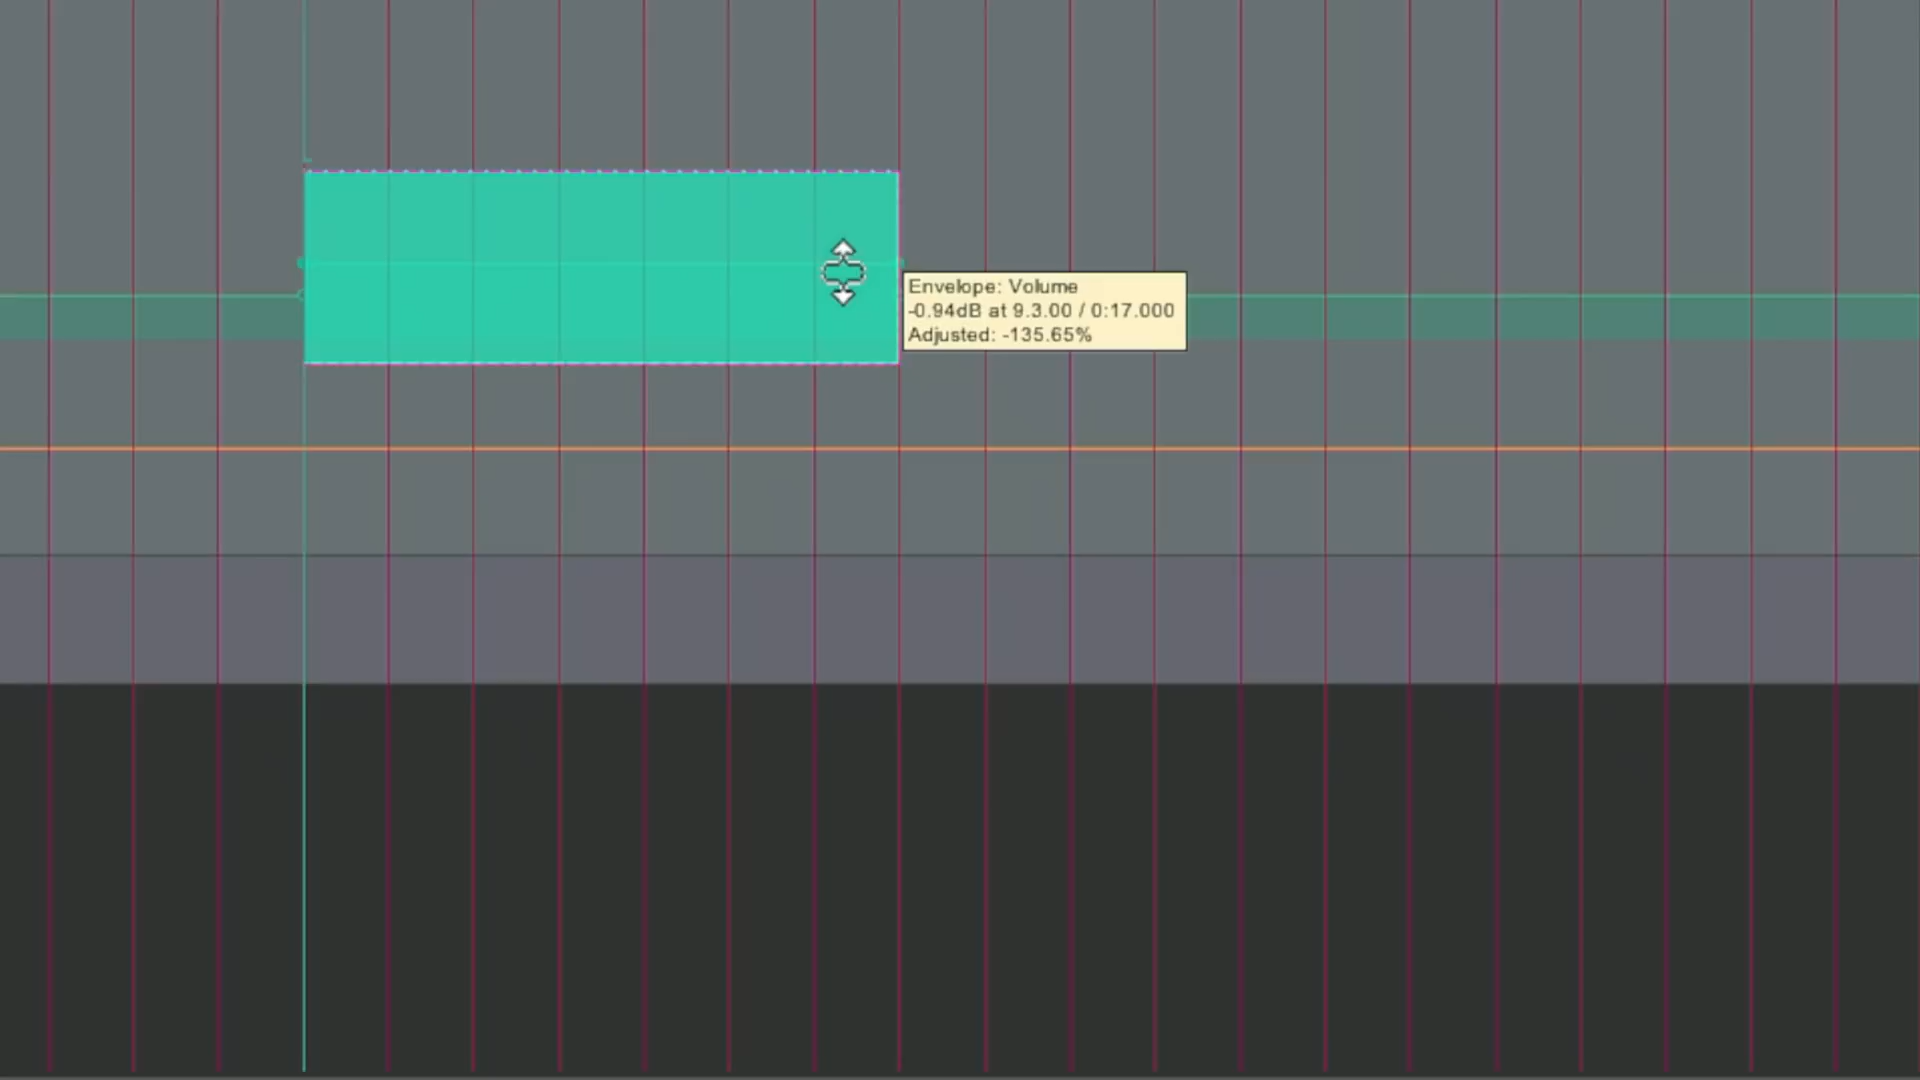 Envelope: Volume
-0.94dB at 9.3.00 / 0:17.000
Adjusted: -135.65%